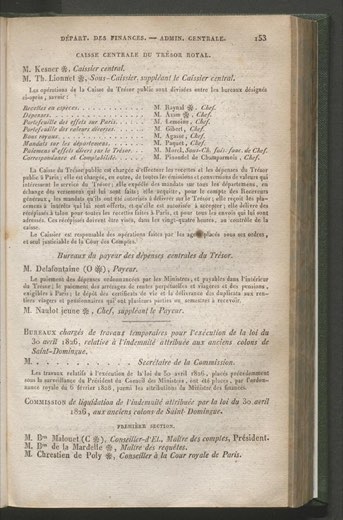 DÉPART. DES FINANCES. — ADMIN. CENTRALE. 153
CAISSE CENTRALE DU TRÉSOR ROYAL.
M. Kesner ✻, Caissier central.
M. Th. Lionnet ✻, Sous-Caissier, suppléant le Caissier central.
Les opérations de la Caisse du Trésor public sont divisées entre les bureaux désignés
ci-après, savoir:
Recettes en espèces. . . . . . . . M. Raynal ✻, Chef.
Dépenses. . . . . . . . M. ✻, Chef.
Portefeuille des effets sur Paris. . . . . M. Lemoine, Chef.
Portefeuille des valeurs diverses. . . . . M. Gibert, Chef.
Bons royaux. . . . . . . . M. Agasse, Chef.
Mandats sur les départemens. . . . . M. Paquet, Chef.
Paiemens d'effets divers sur le Trésor. . . M. Morel, Sous-Ch. fais. fonc. de Chef.
Correspondance et Comptabilité. . . . . M. de Champmorin, Chef.
La Caisse du Trésor public est chargée d'effectuer les recettes et les dépenses du Trésor
public à Paris; elle est chargée, en outre, de toutes les émissions et conversions de valeurs qui
intéressent le service du Trésor; elle expédie des mandats sur tous les départemens, en
échange des versemens qui lui sont faits; elle acquitte, pour le compte des Receveurs
généraux, les mandats qu'ils ont été autorisés à délivrer sur le Trésor; elle reçoit les pla-
cemens à intérêts qui lui sont offerts, et qu'elle est autorisée à accepter; elle délivre des
récépissés à talon pour toutes les recettes faites à Paris, et pour tous les envois qui lui sont
adressés. Ces récépissés doivent être visés, dans les vingt-quatre heures, au contrôle de la
caisse.
Le Caissier est responsable des opérations faites par les agens placés sous ses ordres,
et seul justiciable de la Cour des Comptes.
Bureau du payeur des dépenses centrales du Trésor.
M. Delafontaine (O ✻), Payeur.
Le paiement des dépenses ordonnancées par les Ministres, et payables dans l'intérieur
du Trésor; le paiement des arrérages de rentes perpétuelles et viagères et des pensions,
exigibles à Paris; le dépôt des certificats de vie et la délivrance des duplicata aux ren-
tiers viagers et pensionnaires qui ont plusieurs parties ou semestres à recevoir.
M. Naulot jeune ✻, Chef, suppléant le Payeur.
BUREAUX chargés de travaux temporaires pour l'exécution de la loi du
30 avril 1826, relative à l'indemnité attribuée aux anciens colons de
Saint-Domingue.
M. . . . . . . . . . Secrétaire de la Commission.
Les travaux relatifs à l'exécution de la loi du 30 avril 1826, placés précédemment
sous la surveillance du Président du Conseil des Ministres, ont été placés, par l'ordon-
nance royale du 6 février 1828, parmi les attributions du Ministre des finances.
COMMISSION de liquidation de l'indemnité attribuée par la loi du 30 avril
1826, aux anciens colons de Saint-Domingue.
PREMIÈRE SECTION.
M. Bon Malouet (C ✻), Conseiller-d'Et., Maître des comptes, Président.
M. Bon de la Mardelle ✻, Maître des requêtes.
M. Chrestien de Poly ✻, Conseiller à la Cour royale de Paris.